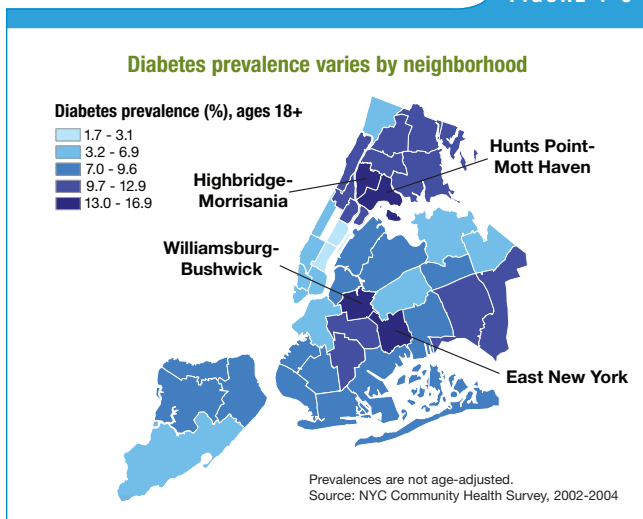 Diabetes prevalence varies by neighborhood
Diabetes prevalence (%), ages 18+
1.7 - 3.1
3.2 - 6.9
7.0 - 9.6
9.7 - 12.9
13.0 - 16.9
Hunts Point-
Mott Haven
Highbridge-
Morrisania
Williamsburg-
Bushwick
East New York
Prevalences are not age-adjusted.
Source: NYC Community Health Survey, 2002-2004